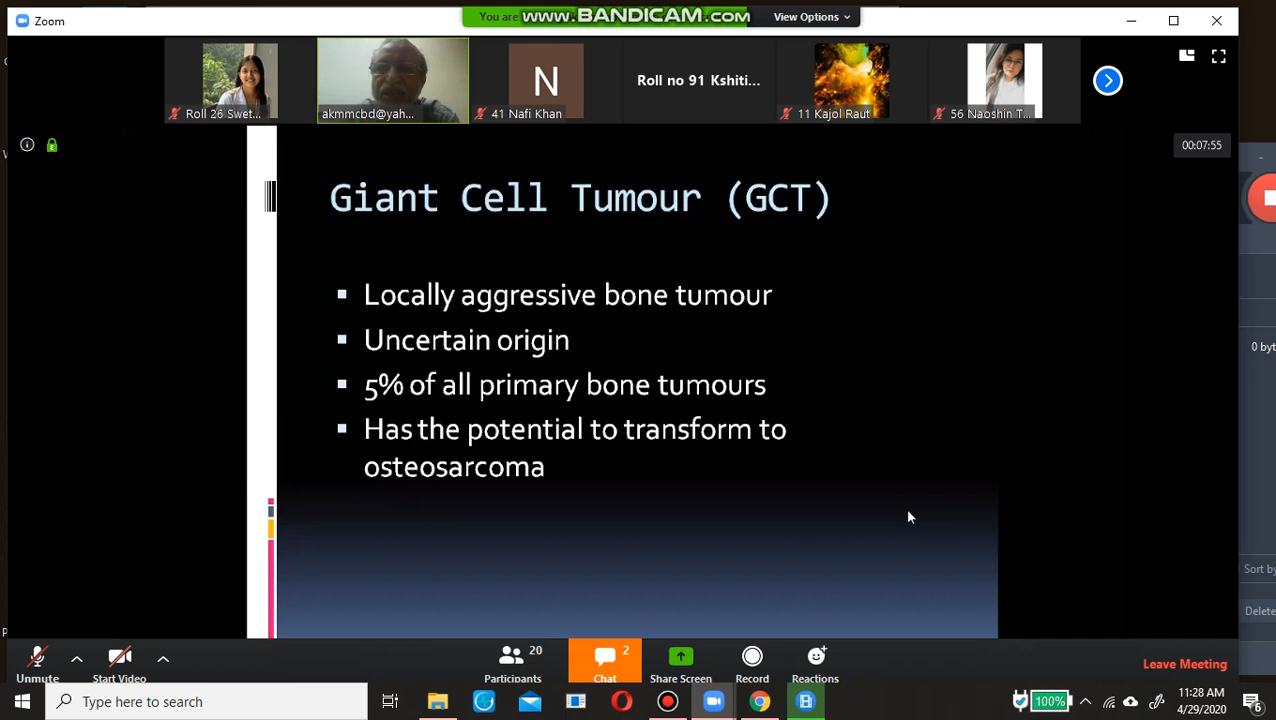 Zoom
You are
www.BANDICAM.com
View Options
N
Roll no 91 Kshiti...
Roll 26 Swet...
akmmcbd@yah...
41 Nafi Khan
11 Kajol Raut
56 Naoshin T...
00:07:55
Giant Cell Tumour (GCT)
Locally aggressive bone tumour
Uncertain origin
5% of all primary bone tumours
Has the potential to transform to
osteosarcoma
0 byt
Sort by
Delete
20
2
Unmute
Start Video
Participants
Chat
Share Screen
Record
Reactions
Leave Meeting
Type here to search
100%
11:28 AM
4/29/2020
6